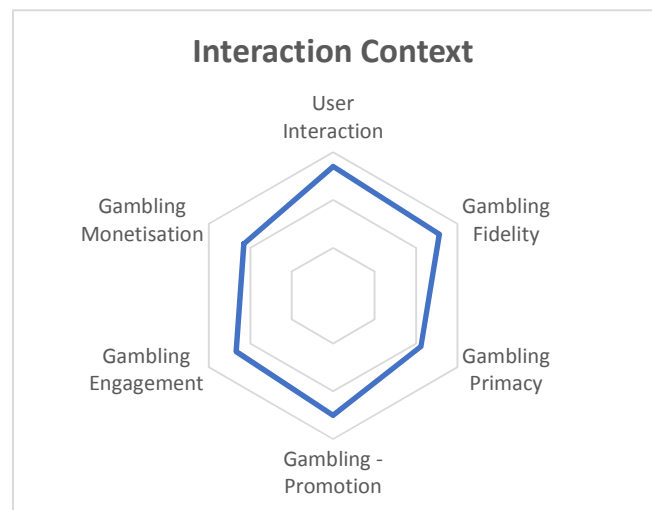 Interaction Context
User
Interaction
Gambling
Fidelity
Gambling
Primacy
Gambling -
Promotion
Gambling
Engagement
Gambling
Monetisation